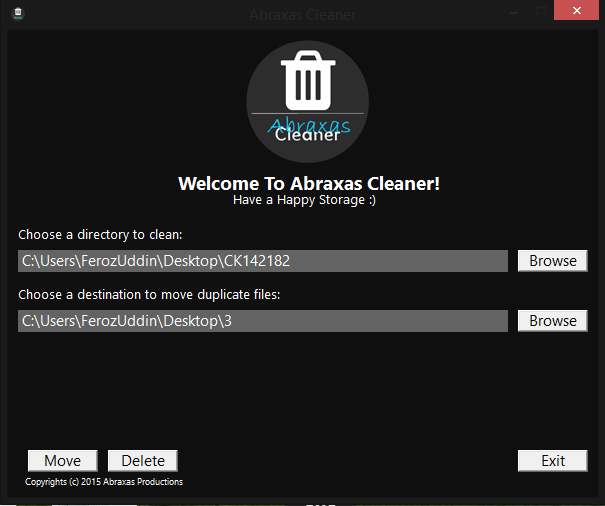 Abraxas Cleaner
Abraxas
Cleaner
Welcome To Abraxas Cleaner!
Have a Happy Storage :)
Choose a directory to clean:
C:\Users\FerozUddin\Desktop\CK142182
Browse
Choose a destination to move duplicate files:
C:\Users\FerozUddin\Desktop\3
Browse
Move
Delete
Exit
Copyrights (c) 2015 Abraxas Productions